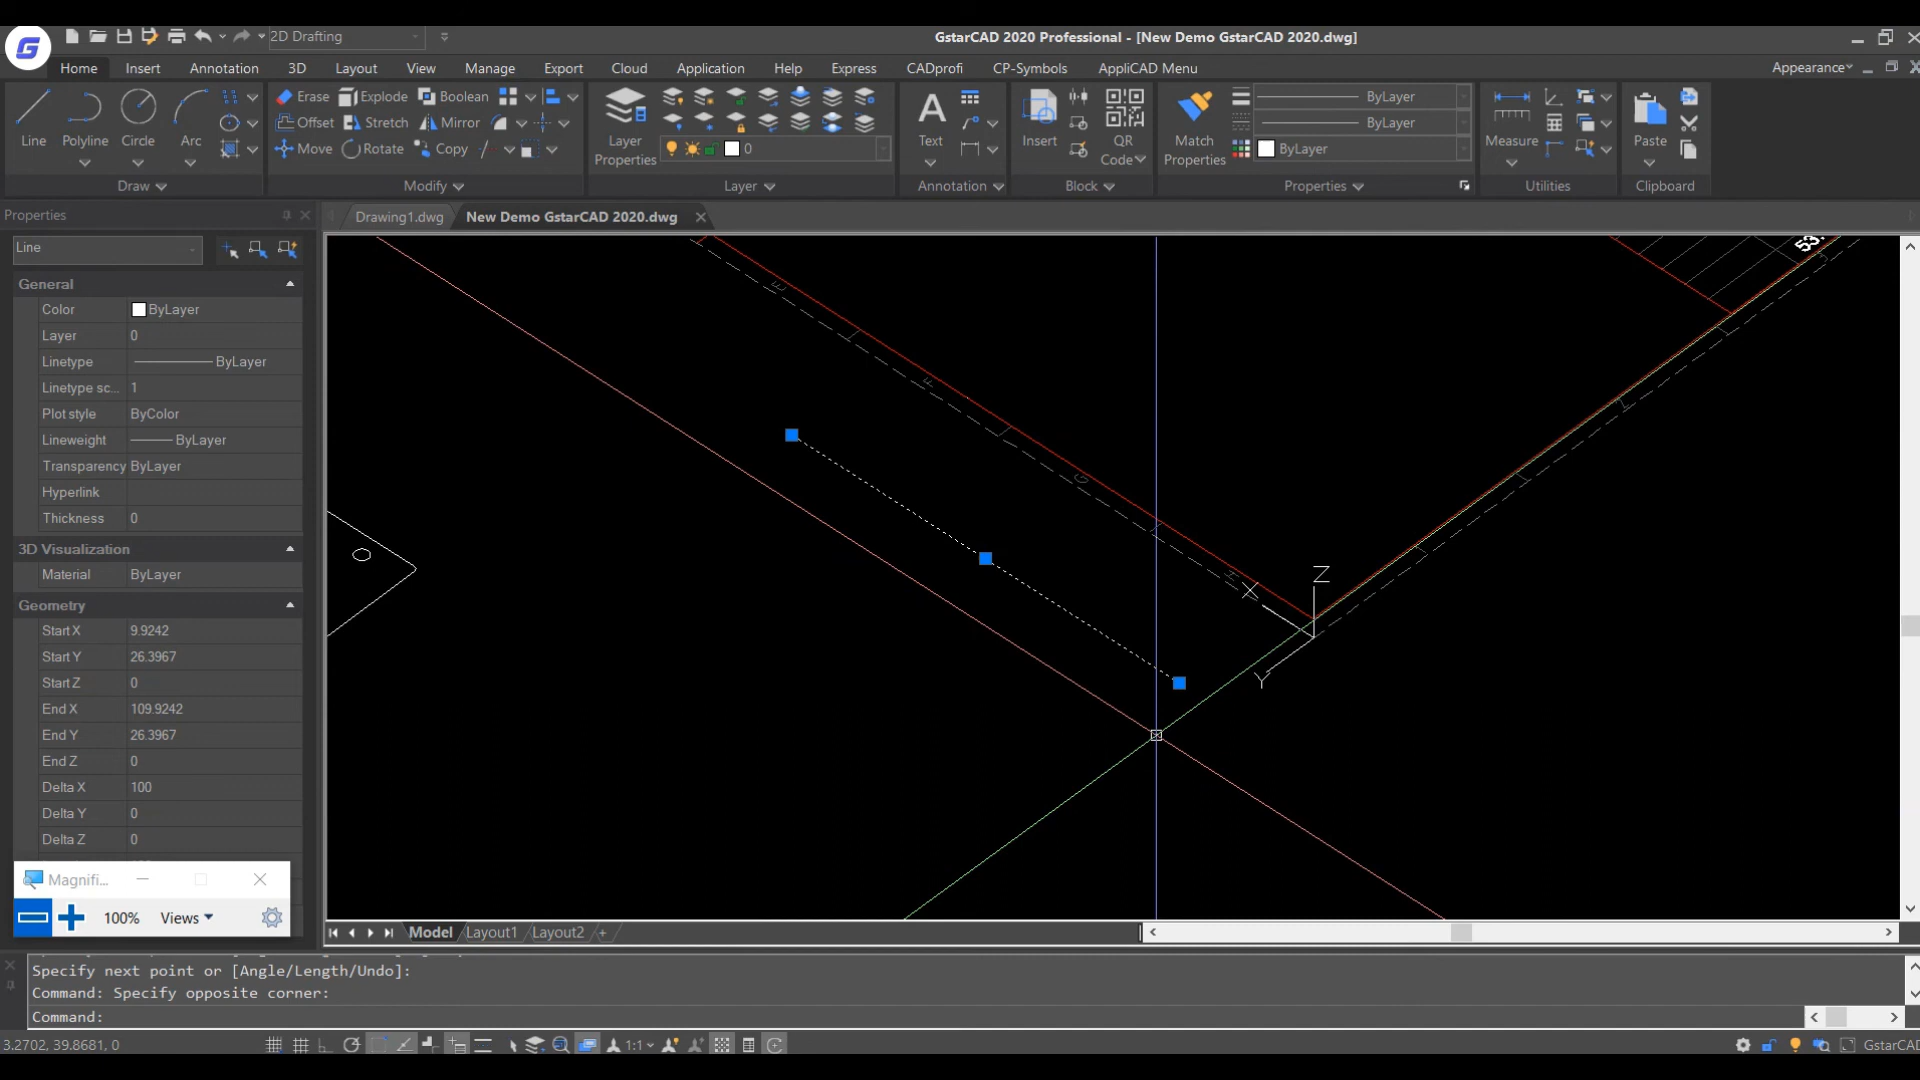 2D Drafting
GstarCAD 2020 Professional - [New Demo GstarCAD 2020.dwg]
Home Insert Annotation 3D Layout View Manage Export Cloud Application Help Express CADprofi CP-Symbols AppliCAD Menu Appearance
Erase Explode Boolean ByLayer
Offset Stretch Mirror ByLayer
Line Polyline Circle Arc Layer Properties Text Insert QR Code Match Properties Measure Paste
Move Rotate Copy 0 ByLayer
Draw Modify Layer Annotation Block Properties Utilities Clipboard
Properties
Drawing1.dwg New Demo GstarCAD 2020.dwg
Line
General
Color ByLayer
Layer 0
Linetype ByLayer
Linetype sc... 1
Plot style ByColor
Lineweight ByLayer
Transparency ByLayer
Hyperlink
Thickness 0
3D Visualization
Material ByLayer
Geometry
Start X 9.9242
Start Y 26.3967
Start Z 0
End X 109.9242
End Y 26.3967
End Z 0
Delta X 100
Delta Y 0
Delta Z 0
53.
E
F
G
H
X
Z
Y
Magnifi...
100% Views
Model Layout1 Layout2 +
Specify next point or [Angle/Length/Undo]:
Command: Specify opposite corner:
Command:
3.2702, 39.8681, 0 1:1 GstarCAD